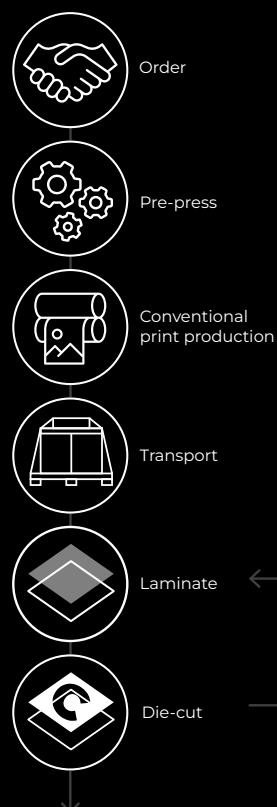 Order
Pre-press
Conventional
print production
Transport
Laminate
Die-cut